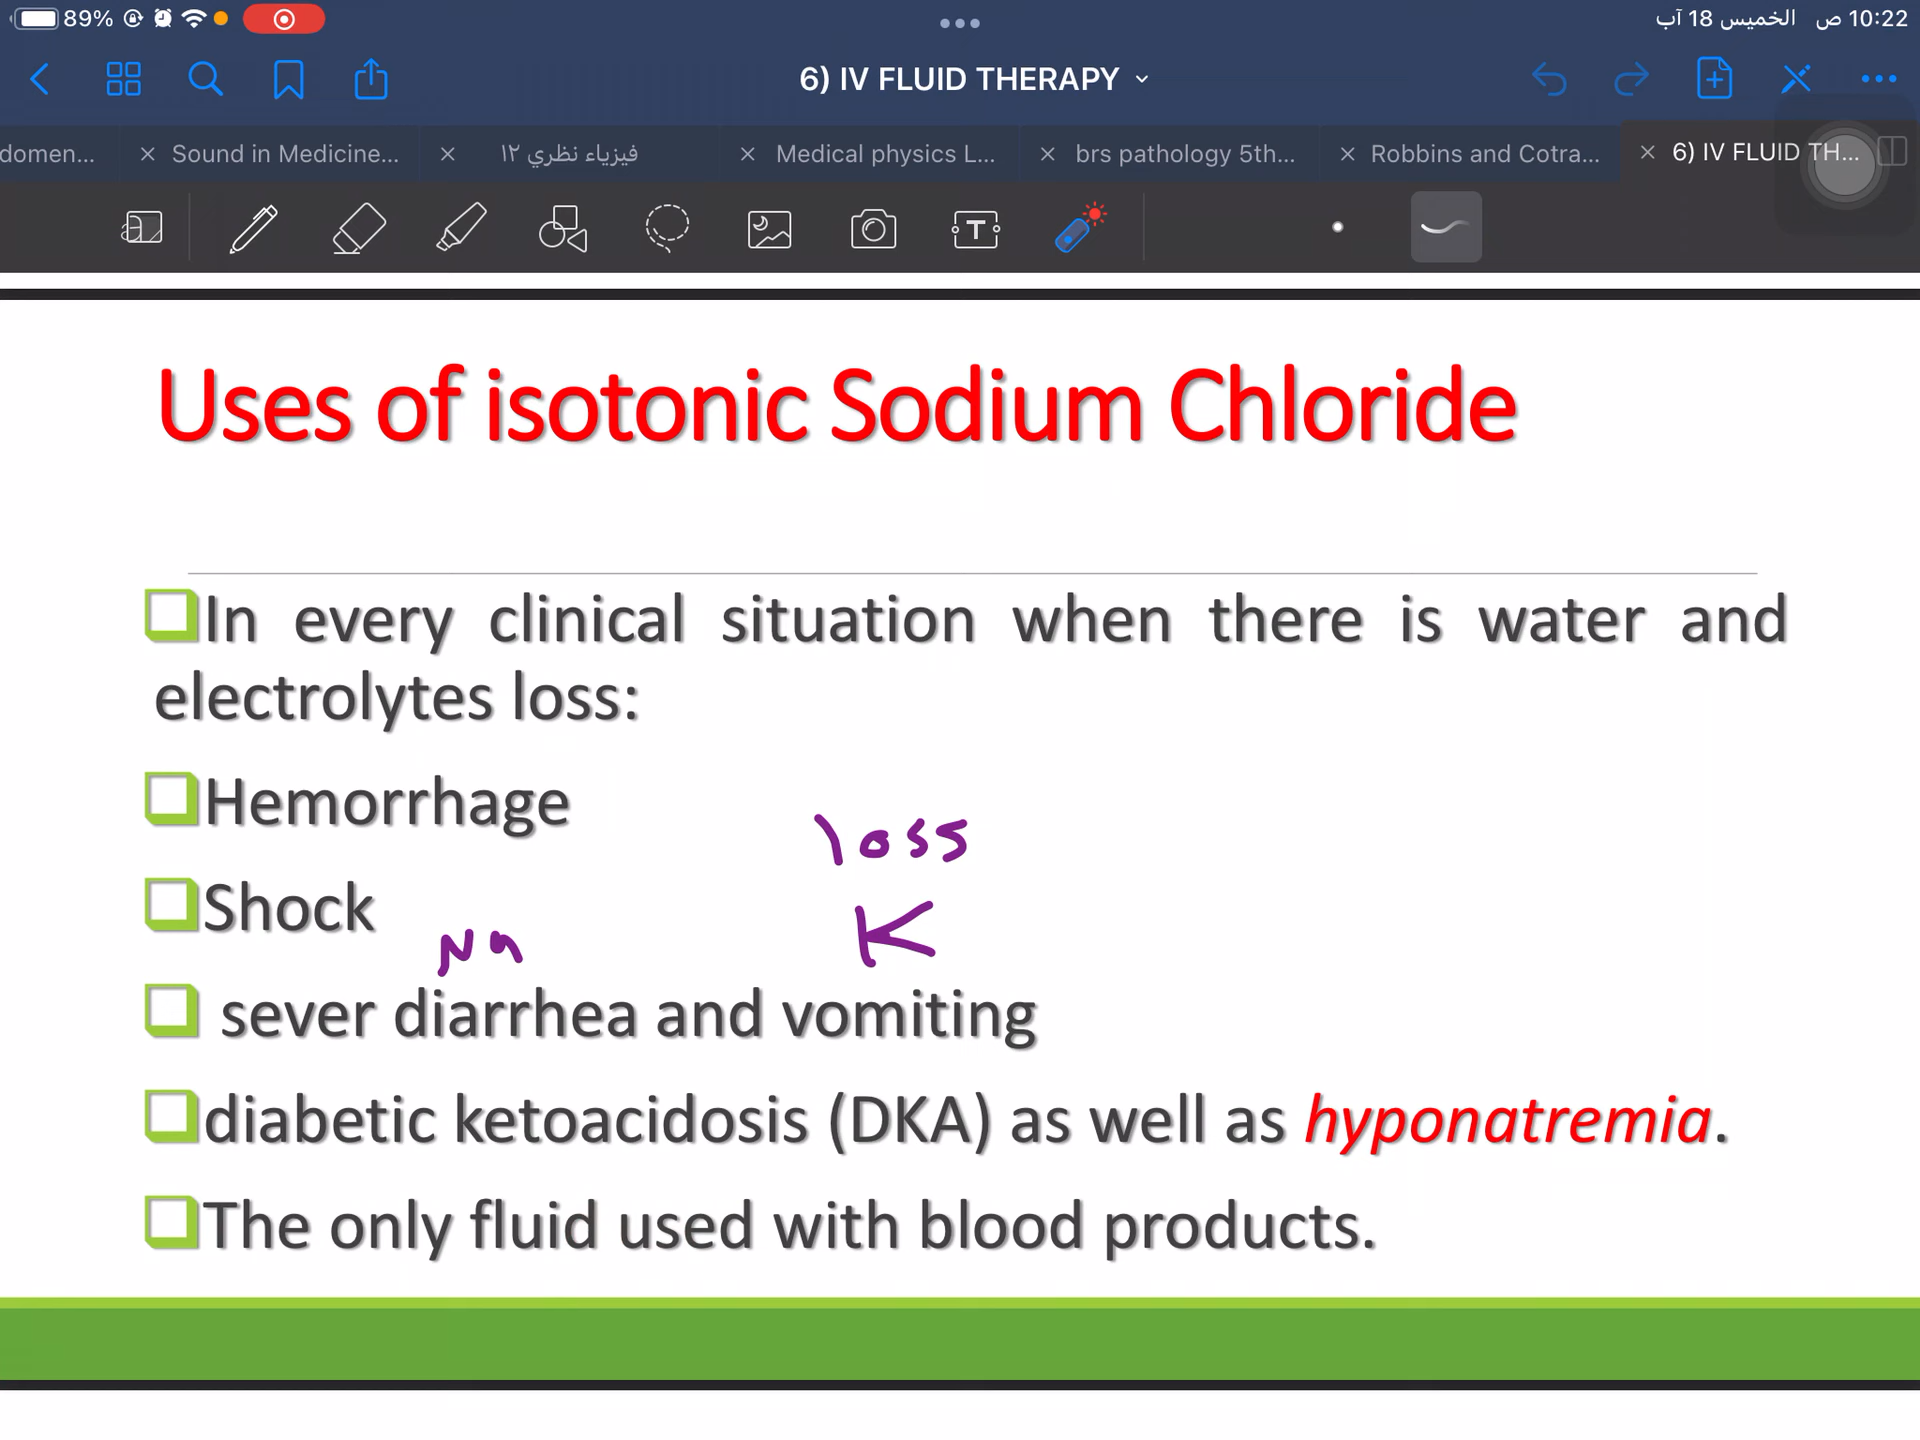 89% 10:22 ص الخميس 18 آب
6) IV FLUID THERAPY
domen... Sound in Medicine... فيزياء نظري ١٢ Medical physics L... brs pathology 5th... Robbins and Cotra... 6) IV FLUID TH...
Uses of isotonic Sodium Chloride
In every clinical situation when there is water and
electrolytes loss:
Hemorrhage
loss
Shock
Na K
sever diarrhea and vomiting
diabetic ketoacidosis (DKA) as well as hyponatremia.
The only fluid used with blood products.